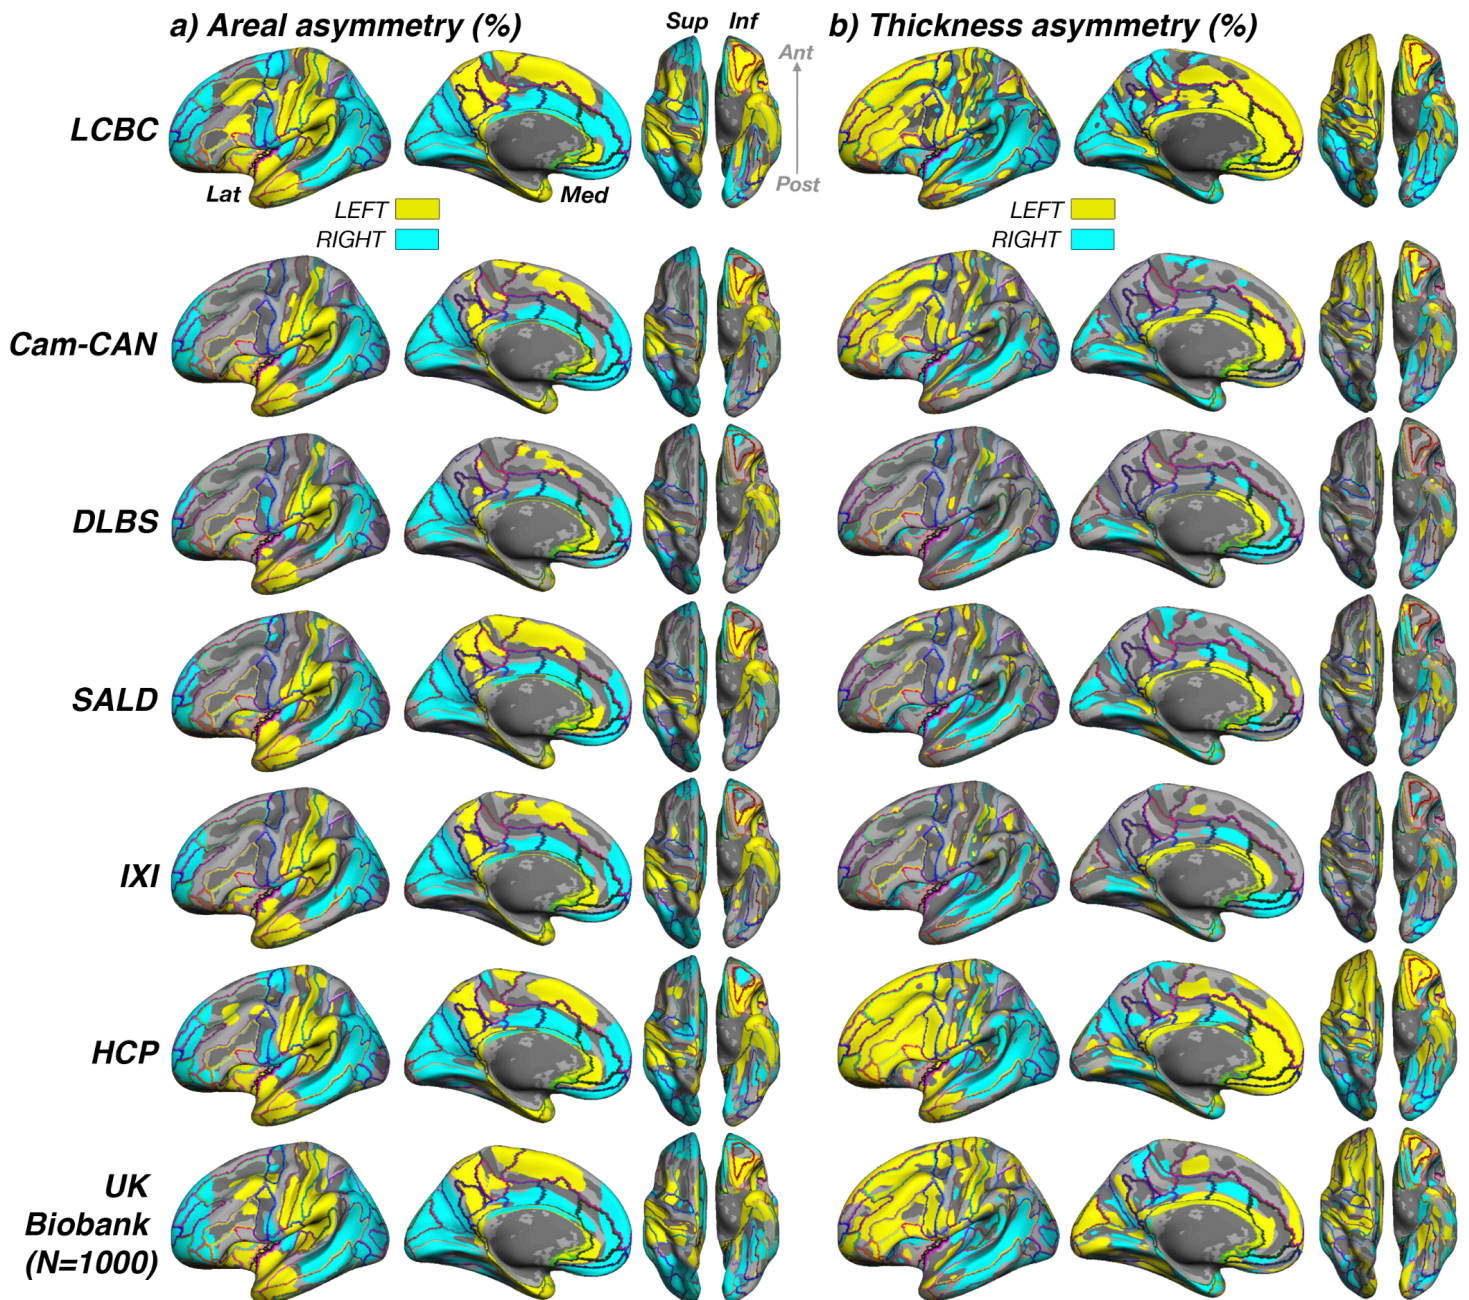 a) Areal asymmetry (%)
Sup
Inf
b) Thickness asymmetry (%)
Ant
LCBC
Post
Lat
Med
LEFT
RIGHT
LEFT
RIGHT
Cam-CAN
DLBS
SALD
IXI
HCP
UK
Biobank
(N=1000)